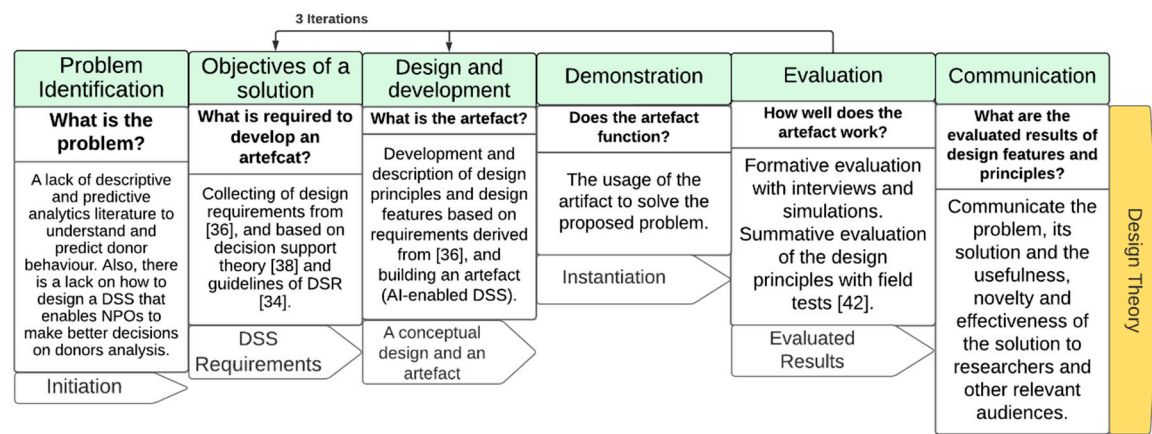 3 Iterations
Problem
Identification
What is the
problem?
A lack of descriptive
and predictive
analytics literature to
understand and
predict donor
behaviour. Also, there
is a lack on how to
design a DSS that
enables NPOs to
make better decisions
on donors analysis.
Initiation
Objectives of a
solution
What is required to
develop an
artefcat?
Collecting of design
requirements from
[36], and based on
decision support
theory [38] and
guidelines of DSR
[34].
DSS
Requirements
Design and
development
What is the artefact?
Development and
description of design
principles and design
features based on
requirements derived
from [36], and
building an artefact
(AI-enabled DSS).
A conceptual
design and an
artefact
Demonstration
Does the artefact
function?
The usage of the
artifact to solve the
proposed problem.
Instantiation
Evaluation
How well does the
artefact work?
Formative evaluation
with interviews and
simulations.
Summative evaluation
of the design
principles with field
tests [42].
Evaluated
Results
Communication
What are the
evaluated results of
design features and
principles?
Communicate the
problem, its
solution and the
usefulness,
novelty and
effectiveness of
the solution to
researchers and
other relevant
audiences.
Design Theory